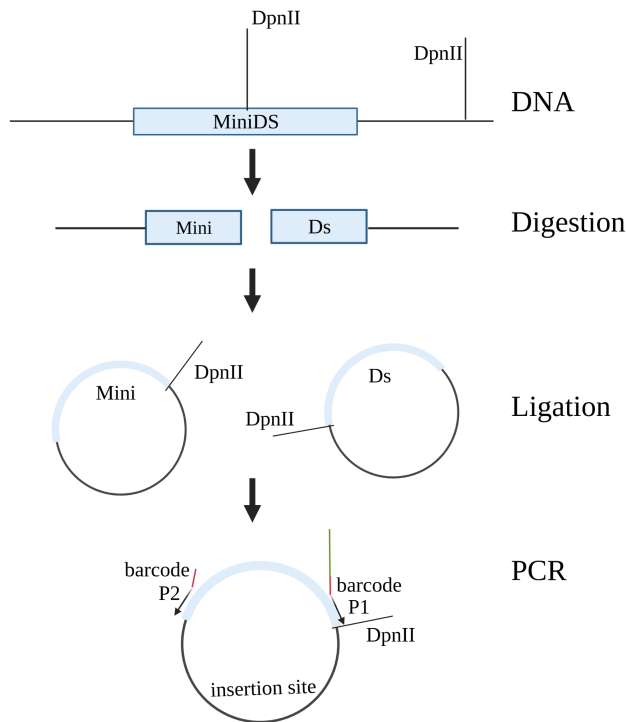 DpnII
DpnII
DNA
MiniDS
Digestion
Mini
Ds
Mini
DpnII
Ds
DpnII
Ligation
PCR
barcode
P2
barcode
P1
DpnII
insertion site